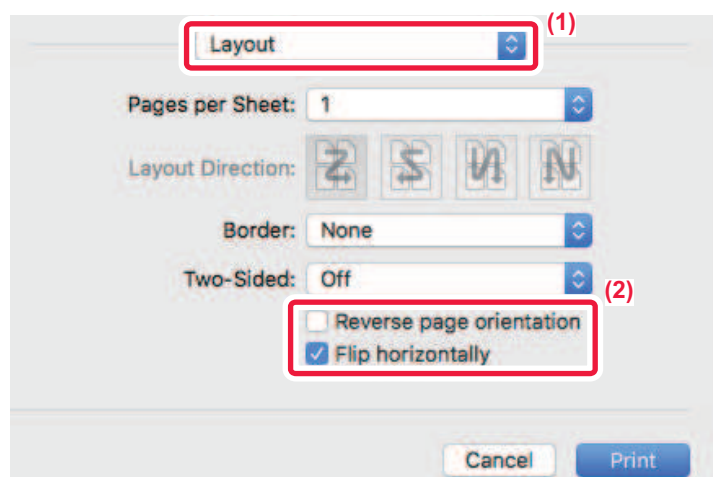 (1)
Layout
Pages per Sheet: 1
Layout Direction:
Border: None
Two-Sided: Off
(2)
Reverse page orientation
Flip horizontally
Cancel Print